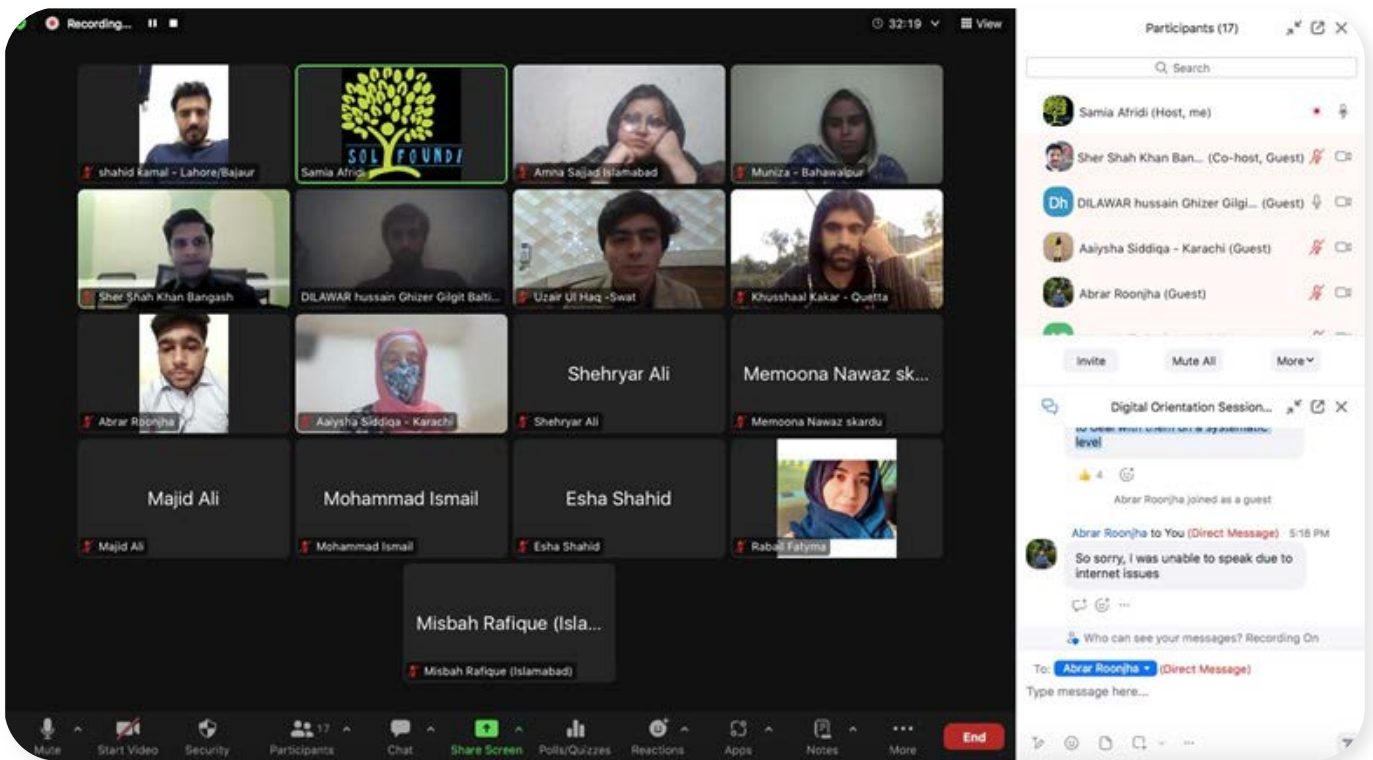 Recording...
32:19
View
shahid kamal - Lahore/Bajaur
SOL FOUND
Samia Afridi
Amna Sajjad Islamabad
Muniza - Bahawalpur
Sher Shah Khan Bangash
DILAWAR hussain Ghizer Gilgit Balti...
Uzair Ul Haq -Swat
Khusshaal Kakar - Quetta
Abrar Roonjha
Aaiysha Siddiqa - Karachi
Shehryar Ali
Shehryar Ali
Memoona Nawaz sk...
Memoona Nawaz skardu
Majid Ali
Majid Ali
Mohammad Ismail
Mohammad Ismail
Esha Shahid
Esha Shahid
Rabail Fatyma
Misbah Rafique (Isla...
Misbah Rafique (Islamabad)
Mute
Start Video
Security
17
Participants
Chat
Share Screen
Polls/Quizzes
Reactions
Apps
Notes
More
End
Participants (17)
Search
Samia Afridi (Host, me)
Sher Shah Khan Ban... (Co-host, Guest)
Dh
DILAWAR hussain Ghizer Gilgi... (Guest)
Aaiysha Siddiqa - Karachi (Guest)
Abrar Roonjha (Guest)
Invite
Mute All
More
Digital Orientation Session...
to deal with them on a systematic
level
4
Abrar Roonjha joined as a guest
Abrar Roonjha to You (Direct Message) 5:18 PM
So sorry, I was unable to speak due to
internet issues
Who can see your messages? Recording On
To: Abrar Roonjha (Direct Message)
Type message here...